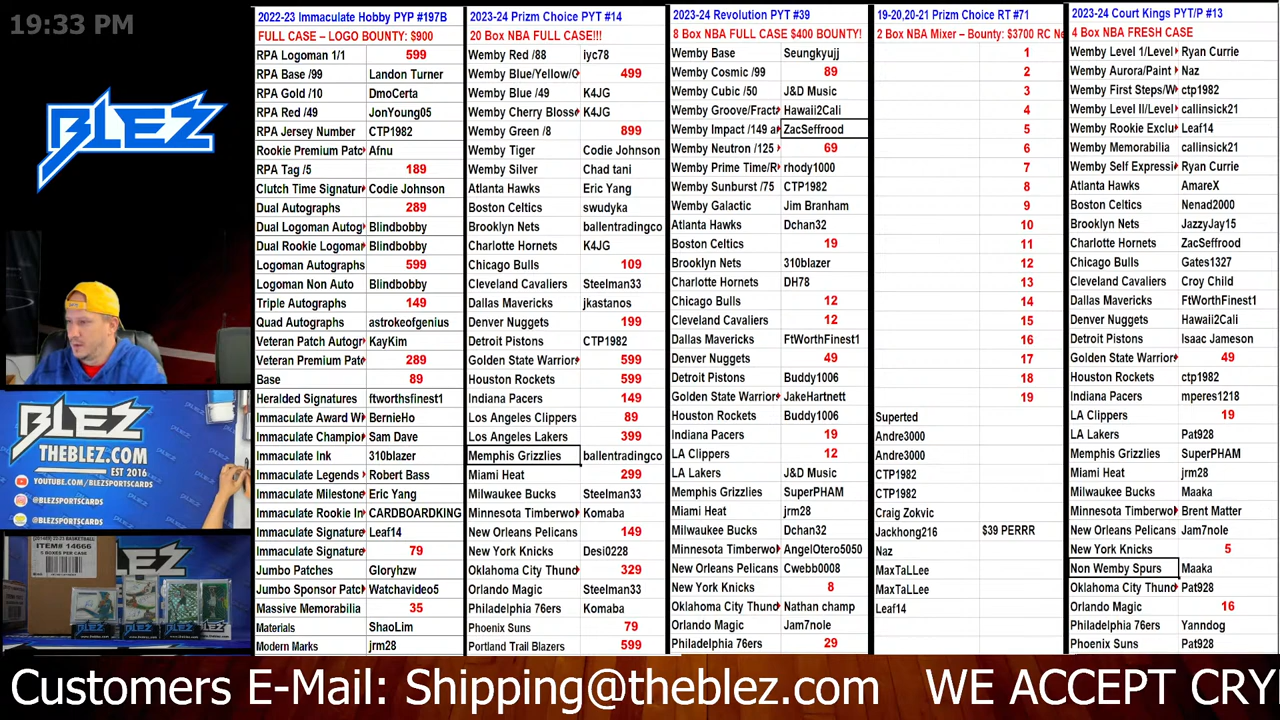 19:33 PM
BLEZ
BLEZ
THEBLEZ.COM
EST 2016
YOUTUBE.COM/BLEZSPORTSCARDS
@BLEZSPORTSCARDS
@BLEZSPORTSCARDS
ITEM# 14666
2022-23 Immaculate Hobby PYP #197B
FULL CASE – LOGO BOUNTY: $900
RPA Logoman 1/1 599
RPA Base /99 Landon Turner
RPA Gold /10 DmoCerta
RPA Red /49 JonYoung05
RPA Jersey Number CTP1982
Rookie Premium Patc Afnu
RPA Tag /5 189
Clutch Time Signatur Codie Johnson
Dual Autographs 289
Dual Logoman Autog Blindbobby
Dual Rookie Logomar Blindbobby
Logoman Autographs 599
Logoman Non Auto Blindbobby
Triple Autographs 149
Quad Autographs astrokeofgenius
Veteran Patch Autogr KayKim
Veteran Premium Pat 289
Base 89
Heralded Signatures ftworthsfinest1
Immaculate Award W BernieHo
Immaculate Champio Sam Dave
Immaculate Ink 310blazer
Immaculate Legends Robert Bass
Immaculate Milestone Eric Yang
Immaculate Rookie In CARDBOARDKING
Immaculate Signature Leaf14
Immaculate Signature 79
Jumbo Patches Gloryhzw
Jumbo Sponsor Patc Watchavideo5
Massive Memorabilia 35
Materials ShaoLim
Modern Marks jrm28
2023-24 Prizm Choice PYT #14
20 Box NBA FULL CASE!!!
Wemby Red /88 iyc78
Wemby Blue/Yellow/G 499
Wemby Blue /49 K4JG
Wemby Cherry Blosso K4JG
Wemby Green /8 899
Wemby Tiger Codie Johnson
Wemby Silver Chad tani
Atlanta Hawks Eric Yang
Boston Celtics swudyka
Brooklyn Nets ballentradingco
Charlotte Hornets K4JG
Chicago Bulls 109
Cleveland Cavaliers Steelman33
Dallas Mavericks jkastanos
Denver Nuggets 199
Detroit Pistons CTP1982
Golden State Warrior 599
Houston Rockets 599
Indiana Pacers 149
Los Angeles Clippers 89
Los Angeles Lakers 399
Memphis Grizzlies ballentradingco
Miami Heat 299
Milwaukee Bucks Steelman33
Minnesota Timberwo Komaba
New Orleans Pelicans 149
New York Knicks Desi0228
Oklahoma City Thund 329
Orlando Magic Steelman33
Philadelphia 76ers Komaba
Phoenix Suns 79
Portland Trail Blazers 599
2023-24 Revolution PYT #39
8 Box NBA FULL CASE $400 BOUNTY!
Wemby Base Seungkyujj
Wemby Cosmic /99 89
Wemby Cubic /50 J&D Music
Wemby Groove/Fract Hawaii2Cali
Wemby Impact /149 a ZacSeffrood
Wemby Neutron /125 69
Wemby Prime Time/R rhody1000
Wemby Sunburst /75 CTP1982
Wemby Galactic Jim Branham
Atlanta Hawks Dchan32
Boston Celtics 19
Brooklyn Nets 310blazer
Charlotte Hornets DH78
Chicago Bulls 12
Cleveland Cavaliers 12
Dallas Mavericks FtWorthFinest1
Denver Nuggets 49
Detroit Pistons Buddy1006
Golden State Warrior JakeHartnett
Houston Rockets Buddy1006
Indiana Pacers 19
LA Clippers 12
LA Lakers J&D Music
Memphis Grizzlies SuperPHAM
Miami Heat jrm28
Milwaukee Bucks Dchan32
Minnesota Timberwo AngelOtero5050
New Orleans Pelicans Cwebb0008
New York Knicks 8
Oklahoma City Thund Nathan champ
Orlando Magic Jam7nole
Philadelphia 76ers 29
19-20,20-21 Prizm Choice RT #71
2 Box NBA Mixer – Bounty: $3700 RC Ne
1
2
3
4
5
6
7
8
9
10
11
12
13
14
15
16
17
18
19
Superted
Andre3000
Andre3000
CTP1982
CTP1982
Craig Zokvic
Jackhong216 $39 PERRR
Naz
MaxTaLLee
MaxTaLLee
Leaf14
2023-24 Court Kings PYT/P #13
4 Box NBA FRESH CASE
Wemby Level 1/Level Ryan Currie
Wemby Aurora/Paint Naz
Wemby First Steps/W ctp1982
Wemby Level II/Level callinsick21
Wemby Rookie Exclu Leaf14
Wemby Memorabilia callinsick21
Wemby Self Expressi Ryan Currie
Atlanta Hawks AmareX
Boston Celtics Nenad2000
Brooklyn Nets JazzyJay15
Charlotte Hornets ZacSeffrood
Chicago Bulls Gates1327
Cleveland Cavaliers Croy Child
Dallas Mavericks FtWorthFinest1
Denver Nuggets Hawaii2Cali
Detroit Pistons Isaac Jameson
Golden State Warrior 49
Houston Rockets ctp1982
Indiana Pacers mperes1218
LA Clippers 19
LA Lakers Pat928
Memphis Grizzlies SuperPHAM
Miami Heat jrm28
Milwaukee Bucks Maaka
Minnesota Timberwo Brent Matter
New Orleans Pelicans Jam7nole
New York Knicks 5
Non Wemby Spurs Maaka
Oklahoma City Thund Pat928
Orlando Magic 16
Philadelphia 76ers Yanndog
Phoenix Suns Pat928
Customers E-Mail: Shipping@theblez.com WE ACCEPT CRY